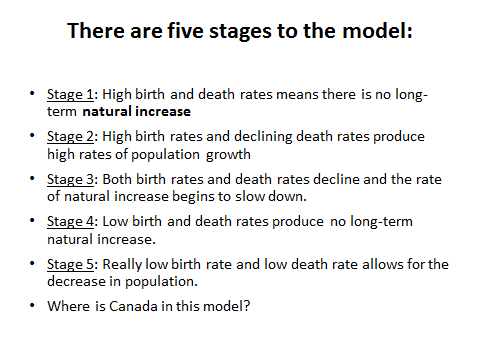 There are five stages to the model:
• Stage 1: High birth and death rates means there is no long-
term natural increase
• Stage 2: High birth rates and declining death rates produce
high rates of population growth
• Stage 3: Both birth rates and death rates decline and the rate
of natural increase begins to slow down.
• Stage 4: Low birth and death rates produce no long-term
natural increase.
• Stage 5: Really low birth rate and low death rate allows for the
decrease in population.
• Where is Canada in this model?